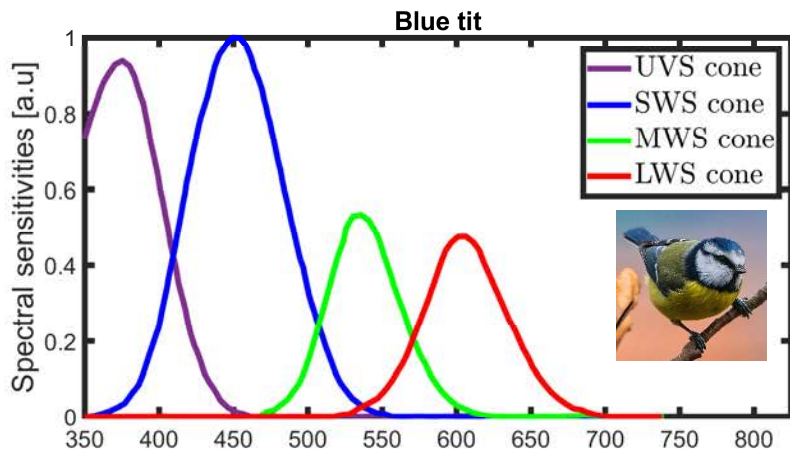 Blue tit
Spectral sensitivities [a.u]
1
0.8
0.6
0.4
0.2
0
UVS cone
SWS cone
MWS cone
LWS cone
350 400 450 500 550 600 650 700 750 800